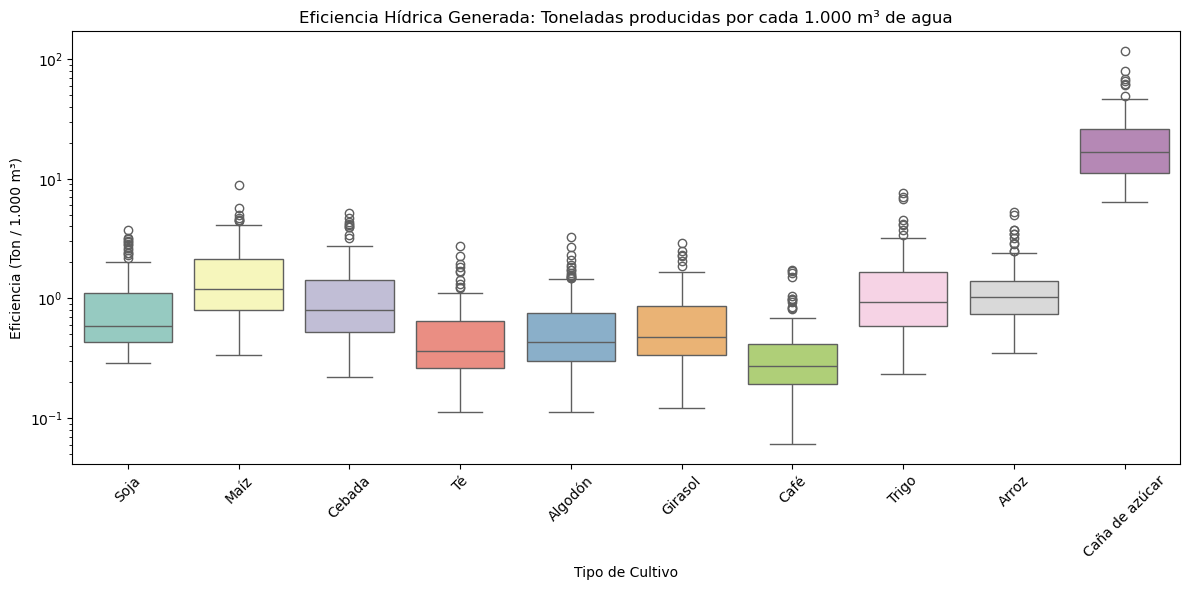 Eficiencia Hídrica Generada: Toneladas producidas por cada 1.000 m³ de agua
Eficiencia (Ton / 1.000 m³)
10²
10¹
10⁰
10⁻¹
Soja
Maíz
Cebada
Té
Algodón
Girasol
Café
Trigo
Arroz
Caña de azúcar
Tipo de Cultivo